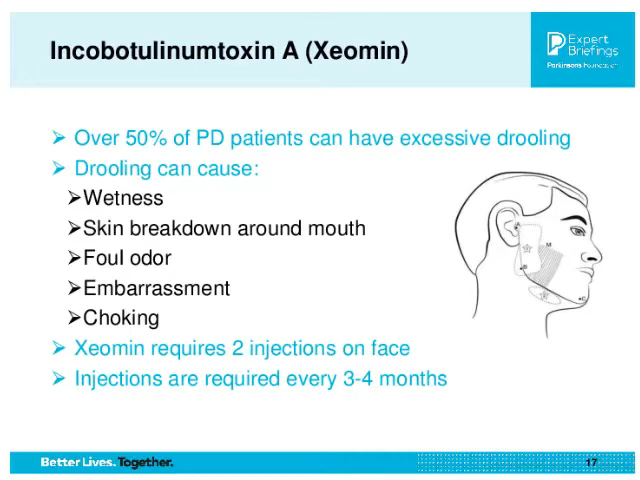 Incobotulinumtoxin A (Xeomin)
Expert
Briefings
Parkinson's Foundation
➢ Over 50% of PD patients can have excessive drooling
➢ Drooling can cause:
➢Wetness
➢Skin breakdown around mouth
➢Foul odor
➢Embarrassment
➢Choking
M
B
C
➢ Xeomin requires 2 injections on face
➢ Injections are required every 3-4 months
Better Lives. Together.
17